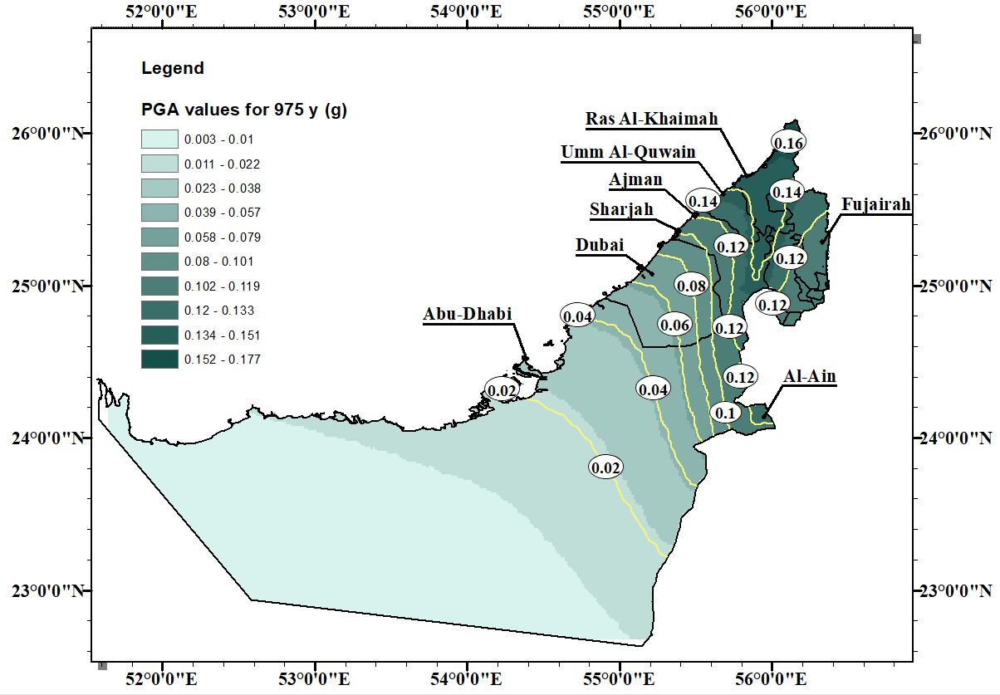 52°0'0"E 53°0'0"E 54°0'0"E 55°0'0"E 56°0'0"E
Legend
PGA values for 975 y (g)
0.003 - 0.01
0.011 - 0.022
0.023 - 0.038
0.039 - 0.057
0.058 - 0.079
0.08 - 0.101
0.102 - 0.119
0.12 - 0.133
0.134 - 0.151
0.152 - 0.177
26°0'0"N 26°0'0"N
Ras Al-Khaimah
0.16
Umm Al-Quwain
Ajman
0.14
0.14
Sharjah
Fujairah
Dubai
0.12
0.12
25°0'0"N 25°0'0"N
0.08
0.12
Abu-Dhabi
0.04
0.06
0.12
0.12
Al-Ain
0.02
0.04
0.1
24°0'0"N 24°0'0"N
0.02
23°0'0"N 23°0'0"N
52°0'0"E 53°0'0"E 54°0'0"E 55°0'0"E 56°0'0"E